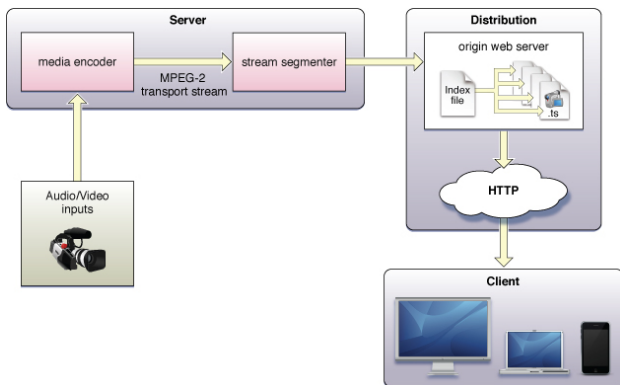 Server
media encoder
MPEG-2
transport stream
stream segmenter
Distribution
origin web server
Index
file
.ts
HTTP
Audio/Video
inputs
Client